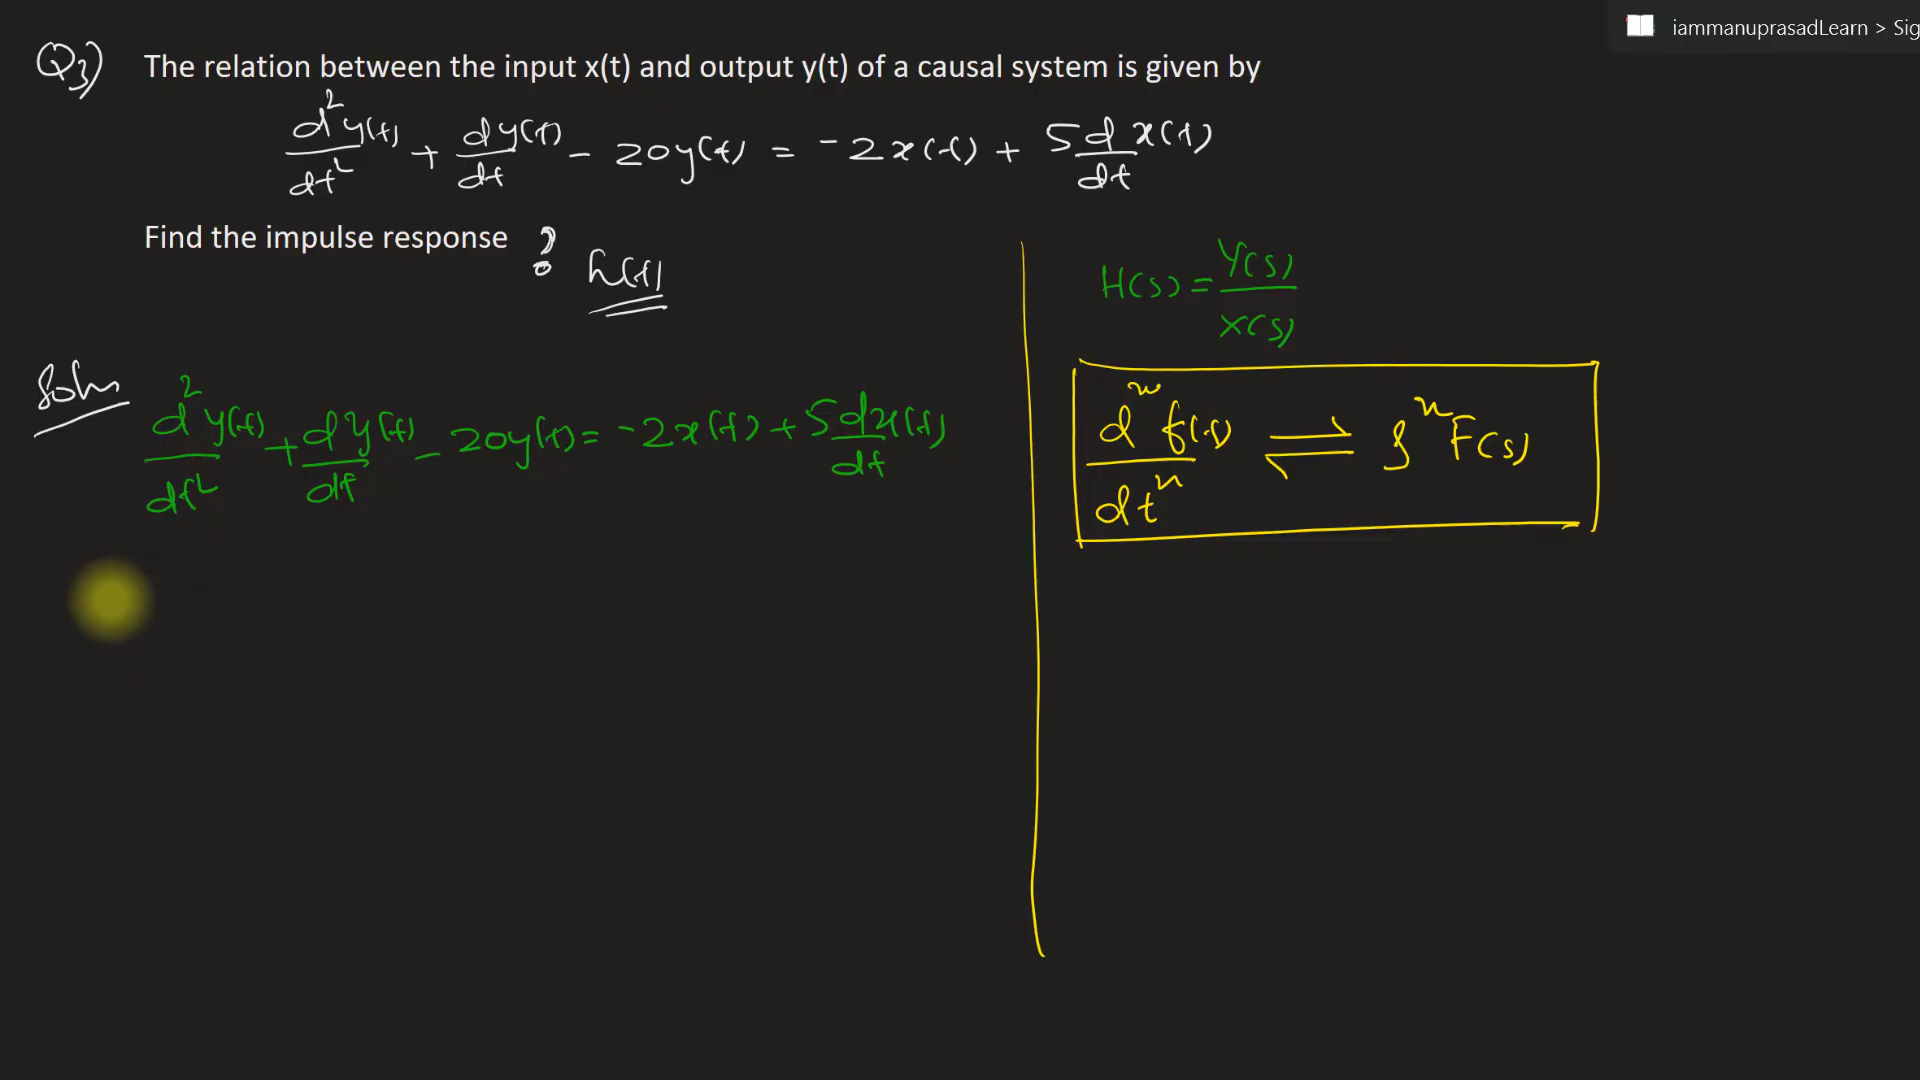 iammanuprasadLearn > Sig
Q3) The relation between the input x(t) and output y(t) of a causal system is given by
d²y(t)/dt² + dy(t)/dt - 20y(t) = -2x(t) + 5 d x(t)/dt
Find the impulse response ? h(t)
H(s) = Y(s)/X(s)
Soln
d²y(t)/dt² + dy(t)/dt - 20y(t) = -2x(t) + 5dx(t)/dt
dⁿf(t)/dtⁿ ⇌ sⁿF(s)